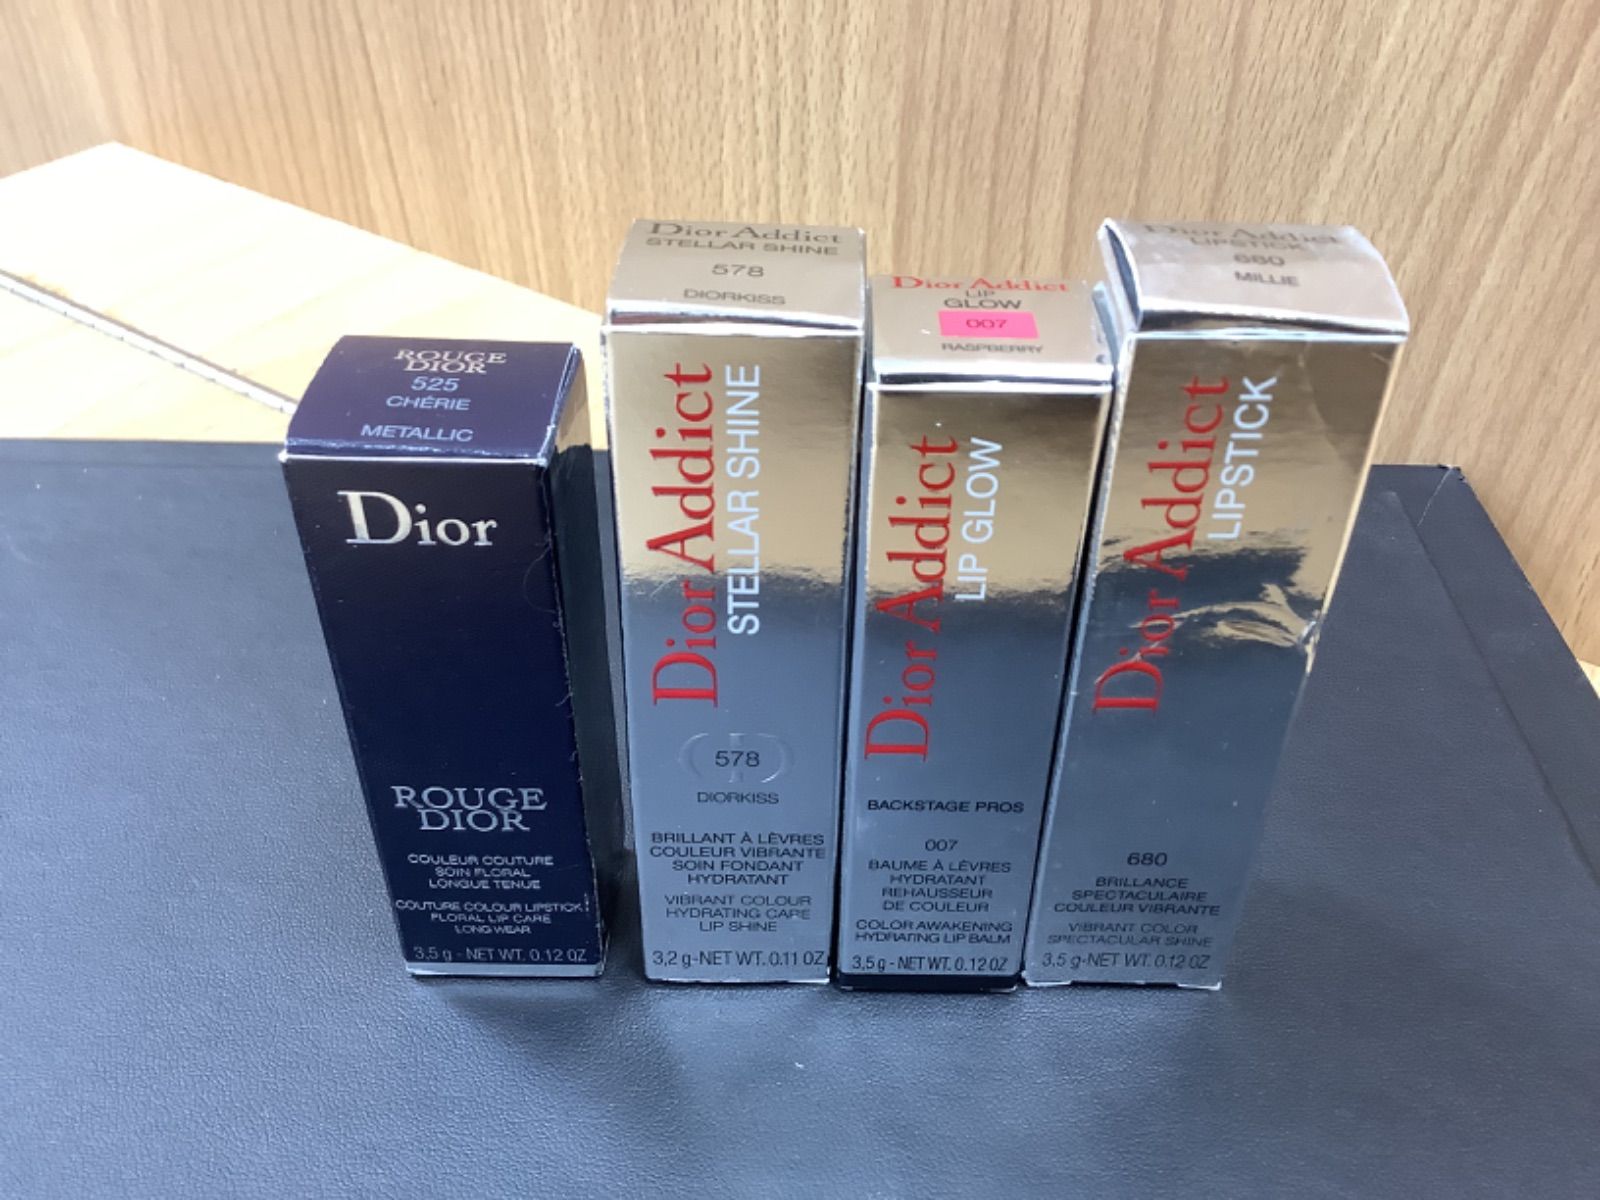 ROUGE
DIOR
525
CHÉRIE
METALLIC
Dior
ROUGE
DIOR
COULEUR COUTURE
SOIN FLORAL
LONGUE TENUE
COUTURE COLOUR LIPSTICK
FLORAL LIP CARE
LONG WEAR
3,5 g - NET WT. 0.12 OZ
Dior Addict
STELLAR SHINE
578
DIORKISS
Dior Addict
STELLAR SHINE
578
DIORKISS
BRILLANT À LÈVRES
COULEUR VIBRANTE
SOIN FONDANT
HYDRATANT
VIBRANT COLOUR
HYDRATING CARE
LIP SHINE
3,2 g-NET WT. 0.11 OZ
Dior Addict
LIP
GLOW
007
RASPBERRY
Dior Addict
LIP GLOW
BACKSTAGE PROS
007
BAUME À LÈVRES
HYDRATANT
REHAUSSEUR
DE COULEUR
COLOR AWAKENING
HYDRATING LIP BALM
3,5 g - NET WT. 0.12 OZ
Dior Addict
LIPSTICK
680
MILLIE
Dior Addict
LIPSTICK
680
BRILLANCE
SPECTACULAIRE
COULEUR VIBRANTE
VIBRANT COLOR
SPECTACULAR SHINE
3,5 g-NET WT. 0.12 OZ